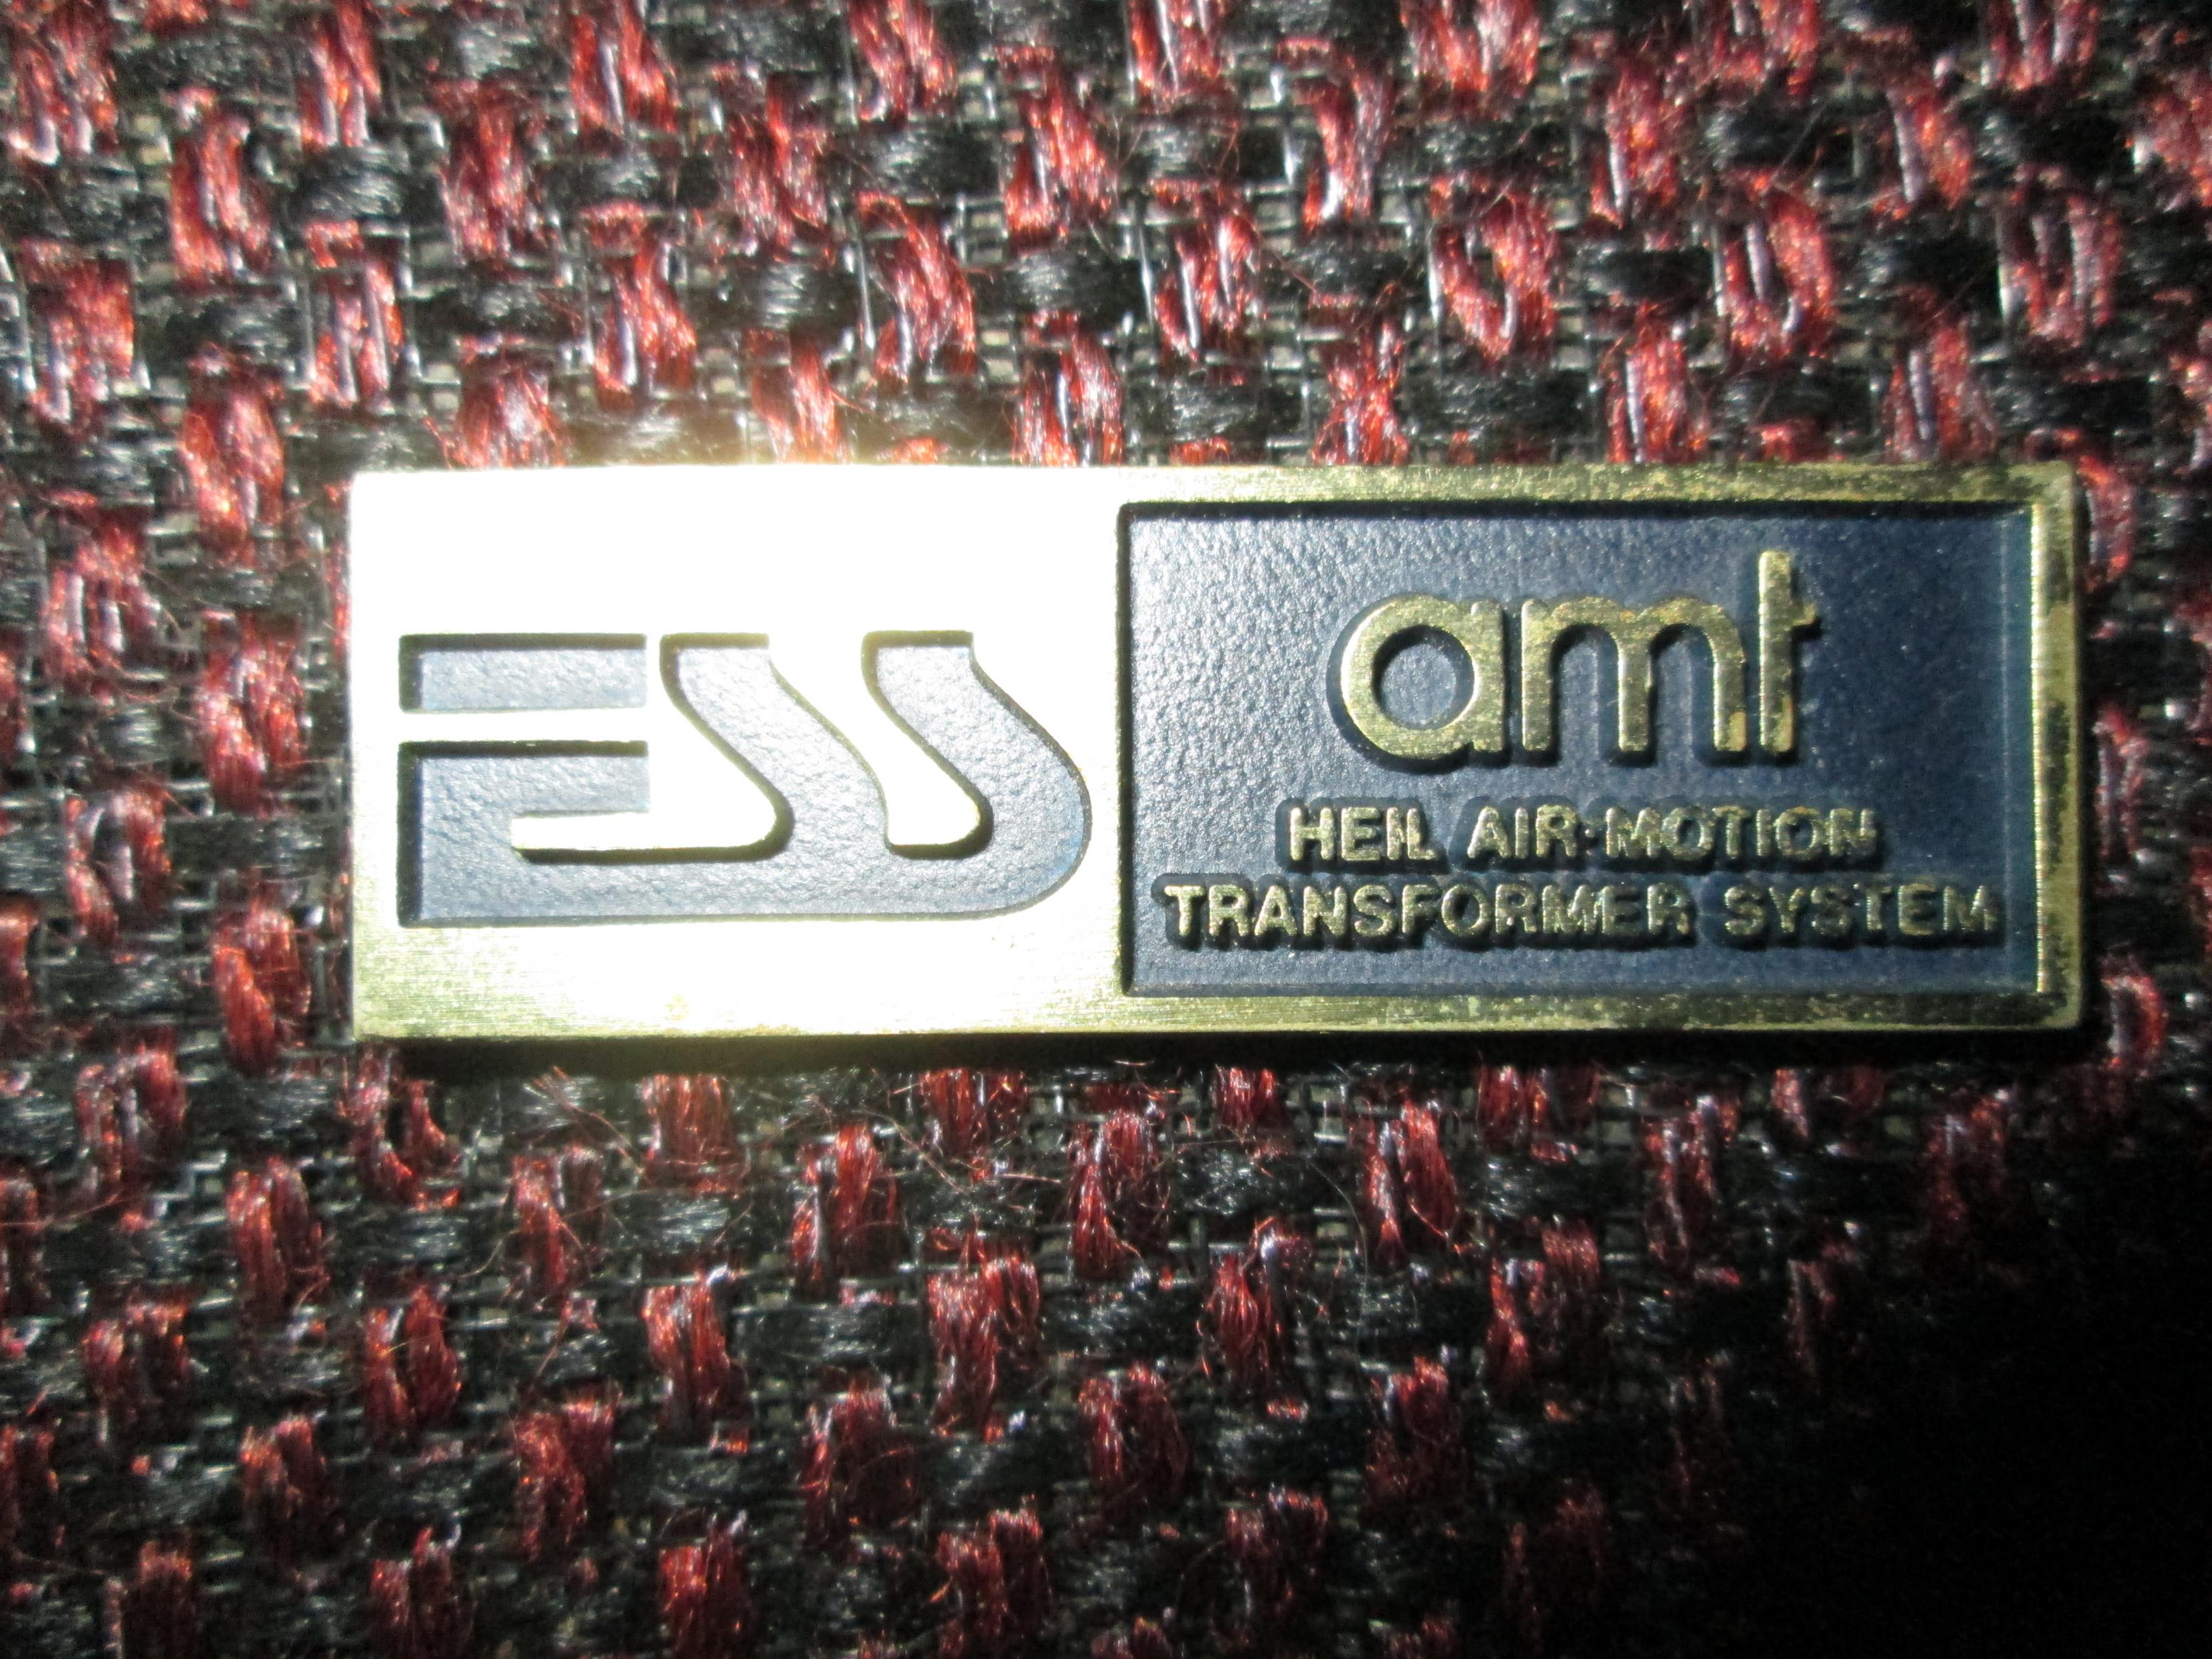 ESS
amt
HEIL AIR-MOTION
TRANSFORMER SYSTEM